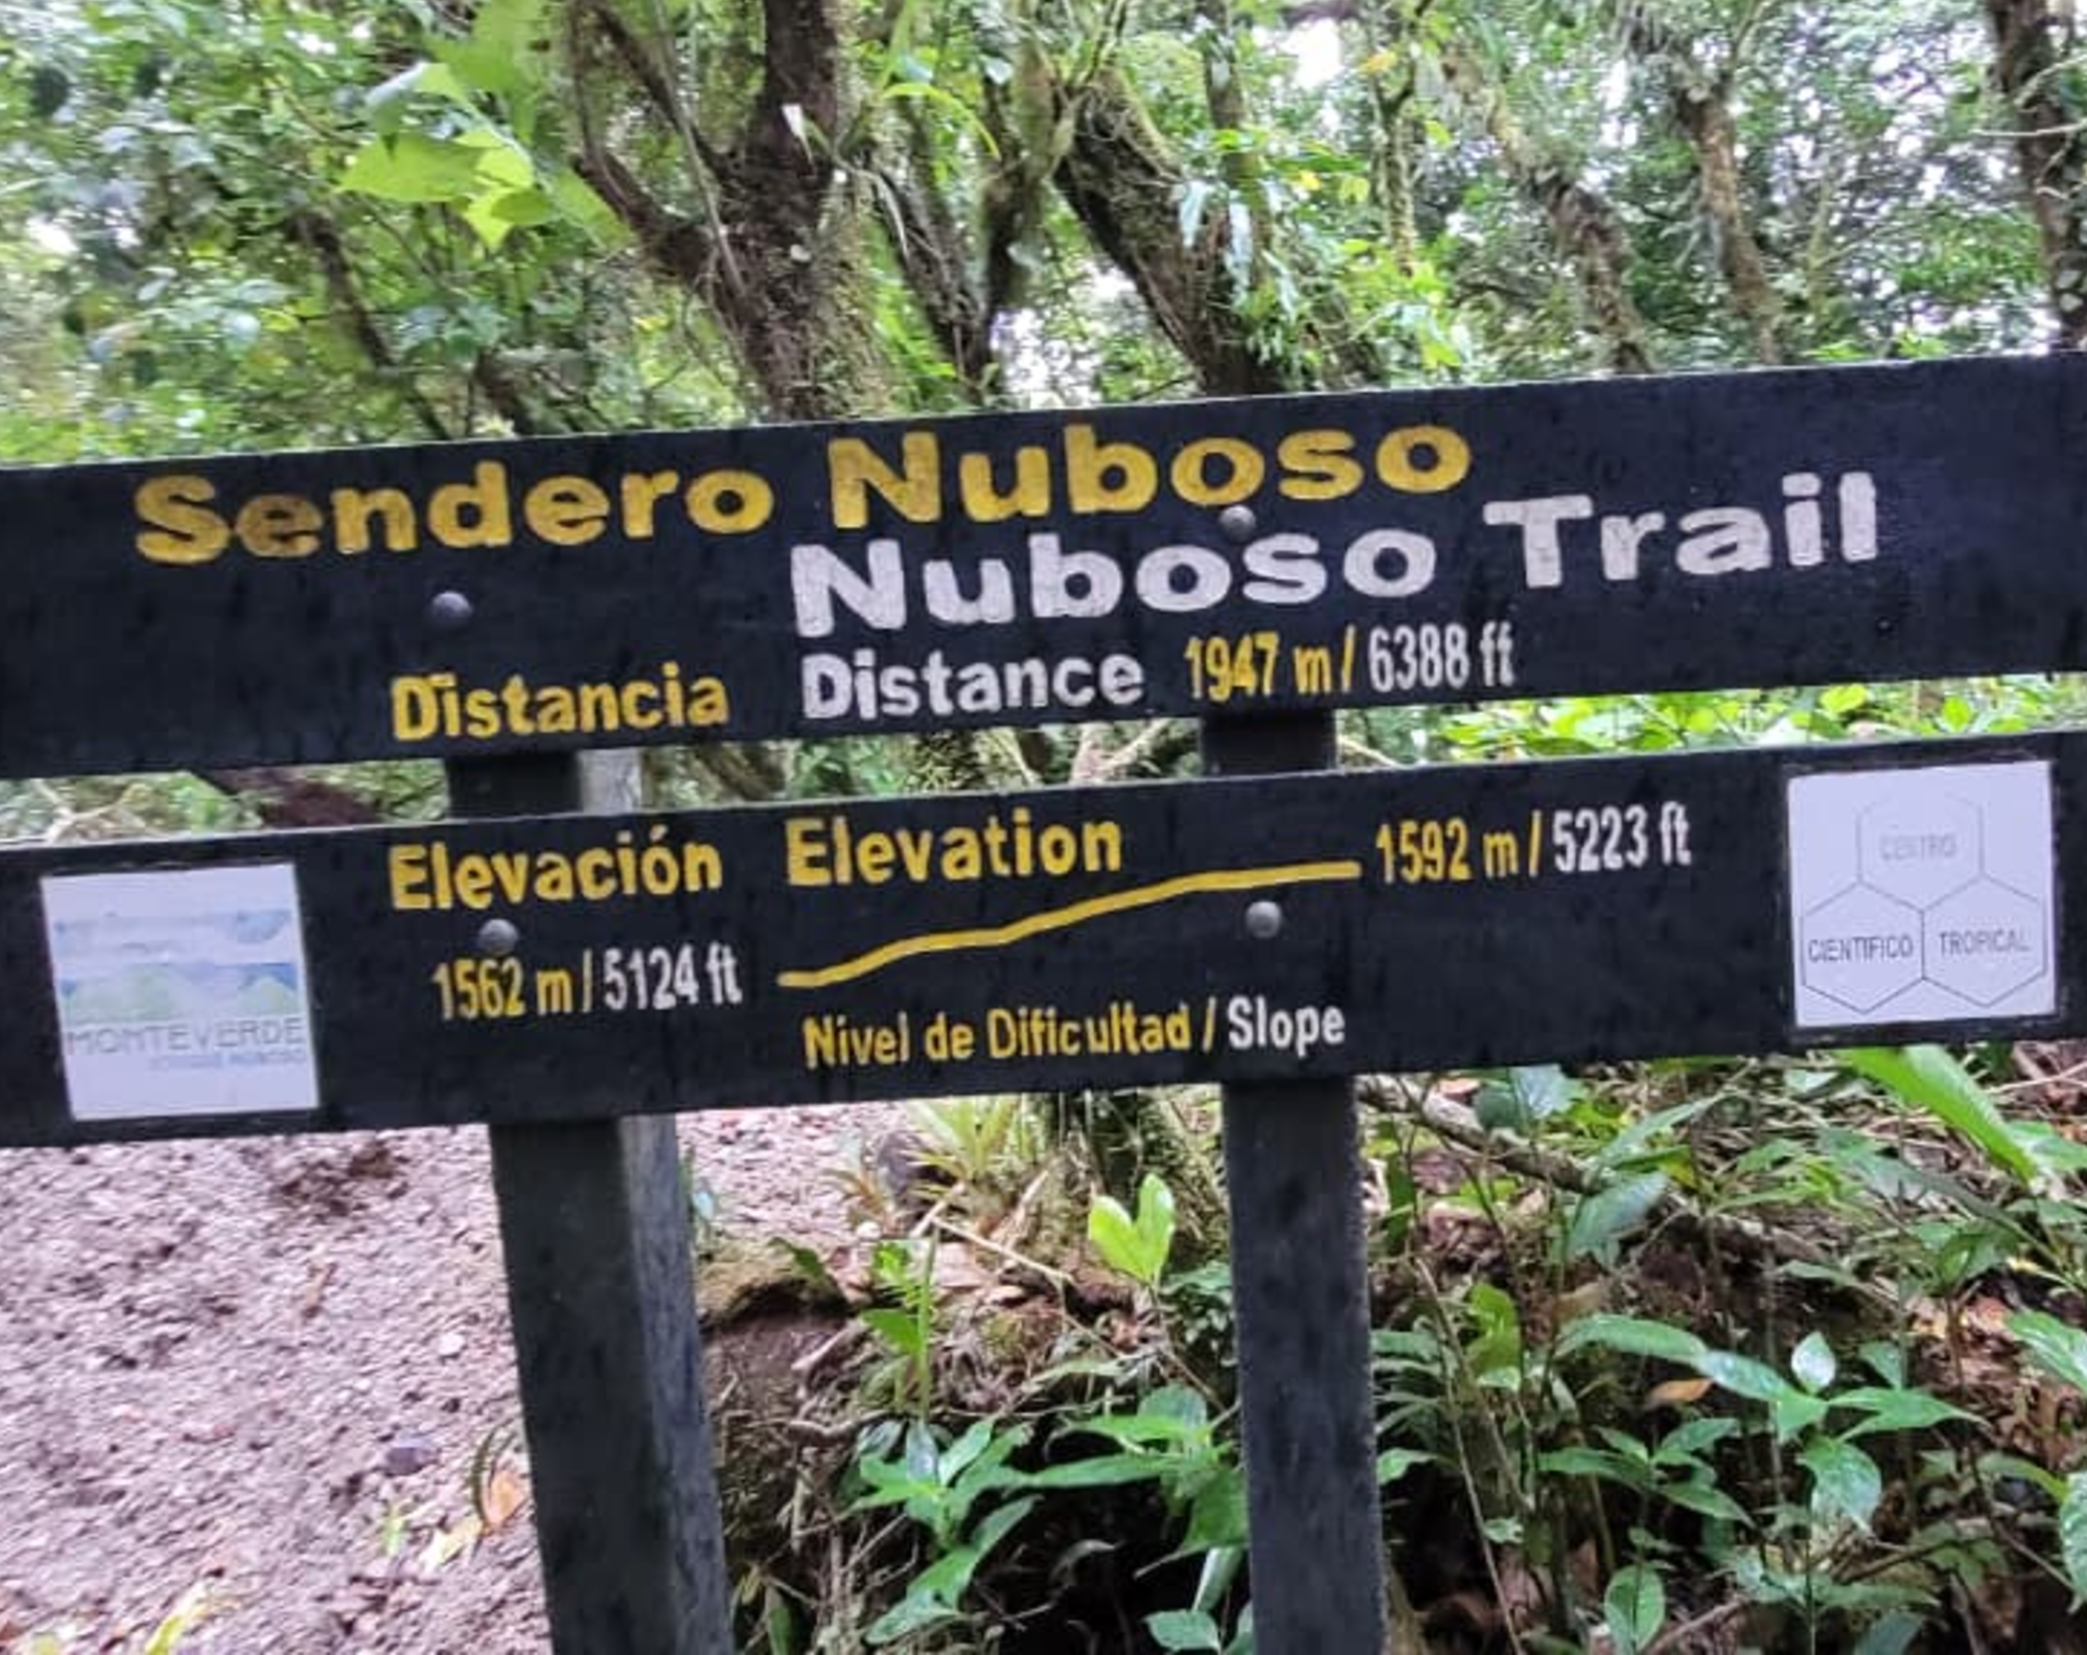 Sendero Nuboso
Nuboso Trail
Distancia Distance 1947 m / 6388 ft
Elevación Elevation 1592 m / 5223 ft
1562 m / 5124 ft
Nivel de Dificultad / Slope
MONTEVERDE
CENTRO
CIENTIFICO TROPICAL